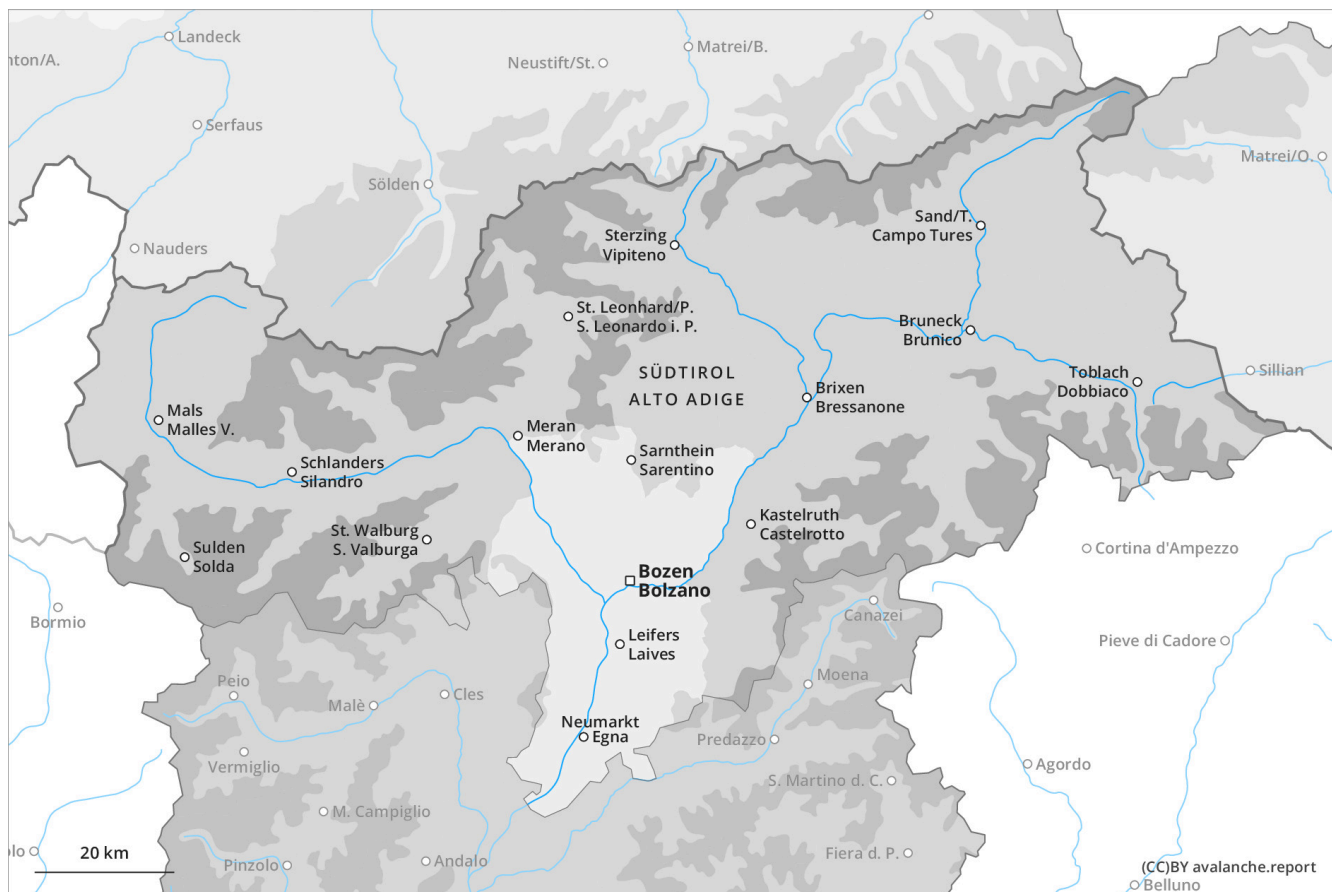 Landeck
nton/A.
Matrei/B.
Neustift/St.
Serfaus
Matrei/O.
Sölden
Sand/T.
Campo Tures
Sterzing
Vipiteno
Nauders
St. Leonhard/P.
S. Leonardo i. P.
Bruneck
Brunico
SÜDTIROL
ALTO ADIGE
Toblach
Dobbiaco
Sillian
Brixen
Bressanone
Mals
Malles V.
Meran
Merano
Sarnthein
Sarentino
Schlanders
Silandro
Kastelruth
Castelrotto
St. Walburg
S. Valburga
Sulden
Solda
Cortina d'Ampezzo
Bozen
Bolzano
Bormio
Canazei
Leifers
Laives
Pieve di Cadore
Peio
Moena
Malè
Cles
Neumarkt
Egna
Predazzo
Vermiglio
Agordo
S. Martino d. C.
M. Campiglio
olo
20 km
Pinzolo
Andalo
Fiera d. P.
(CC)BY avalanche.report
Belluno